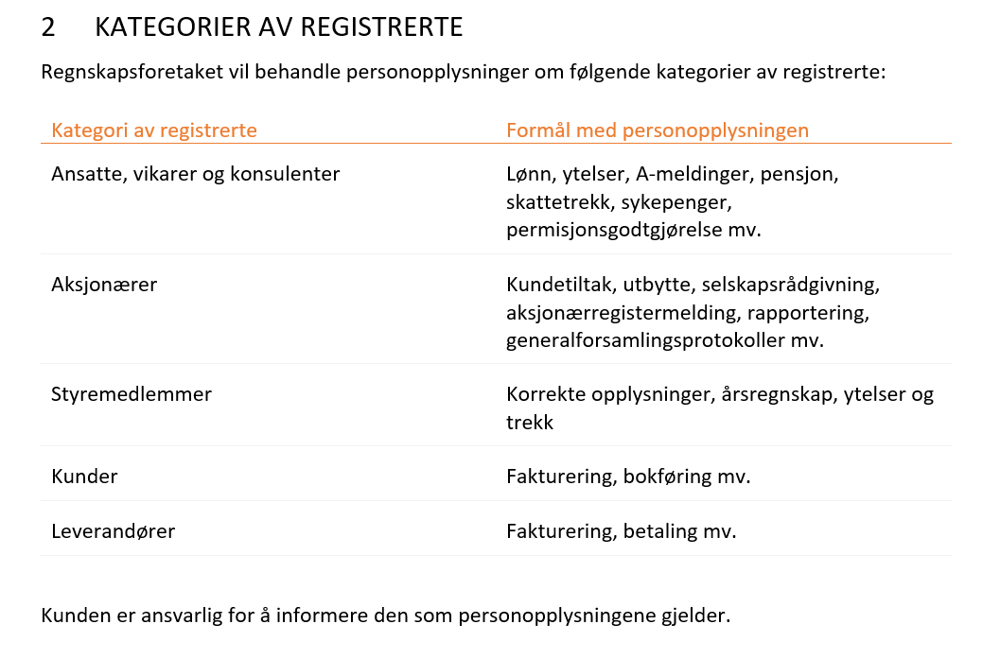 2 KATEGORIER AV REGISTRERTE
Regnskapsforetaket vil behandle personopplysninger om følgende kategorier av registrerte:
Kategori av registrerte Formål med personopplysningen
Ansatte, vikarer og konsulenter Lønn, ytelser, A-meldinger, pensjon,
skattetrekk, sykepenger,
permisjonsgodtgjørelse mv.
Aksjonærer Kundetiltak, utbytte, selskapsrådgivning,
aksjonærregistermelding, rapportering,
generalforsamlingsprotokoller mv.
Styremedlemmer Korrekte opplysninger, årsregnskap, ytelser og
trekk
Kunder Fakturering, bokføring mv.
Leverandører Fakturering, betaling mv.
Kunden er ansvarlig for å informere den som personopplysningene gjelder.